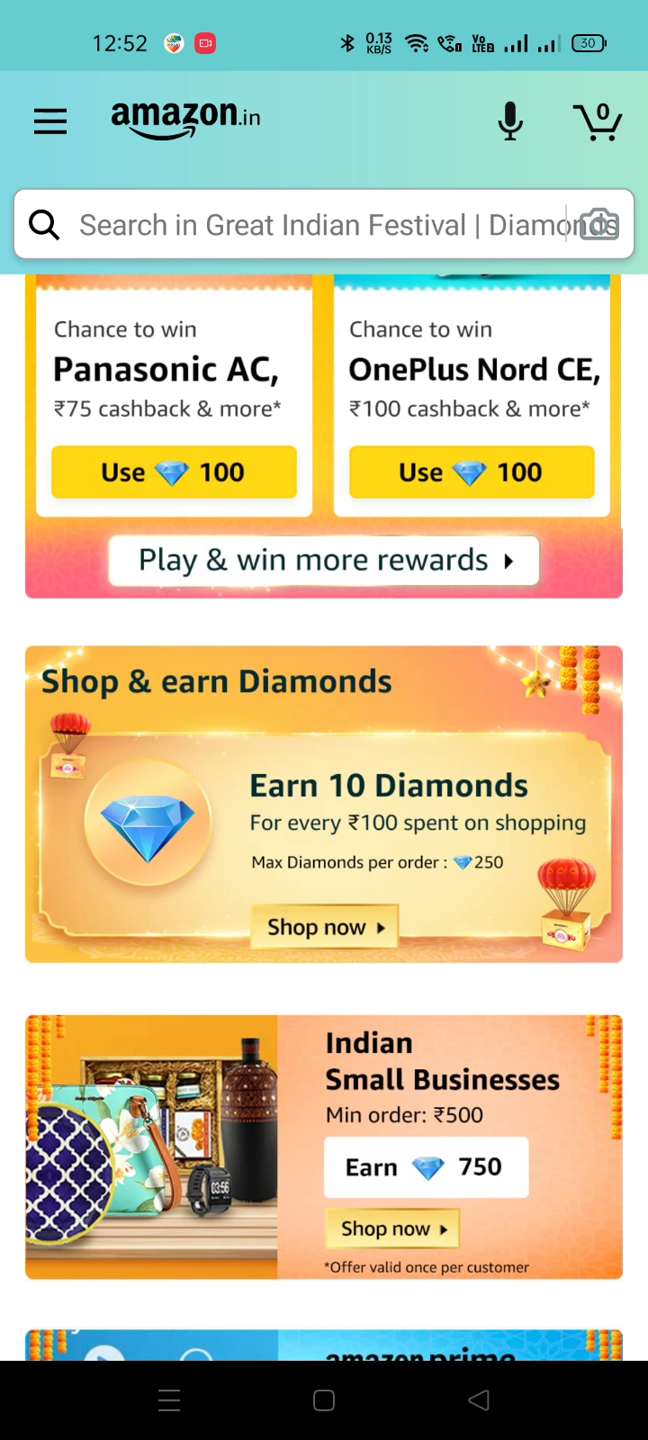 12:52
0.13
KB/S
Vo
LTE2
30
amazon.in
0
Search in Great Indian Festival | Diamonds
Chance to win
Panasonic AC,
₹75 cashback & more*
Use 100
Chance to win
OnePlus Nord CE,
₹100 cashback & more*
Use 100
Play & win more rewards
Shop & earn Diamonds
Earn 10 Diamonds
For every ₹100 spent on shopping
Max Diamonds per order : 250
Shop now
Indian
Small Businesses
Min order: ₹500
Earn 750
Shop now
*Offer valid once per customer
03:56
amazon prime